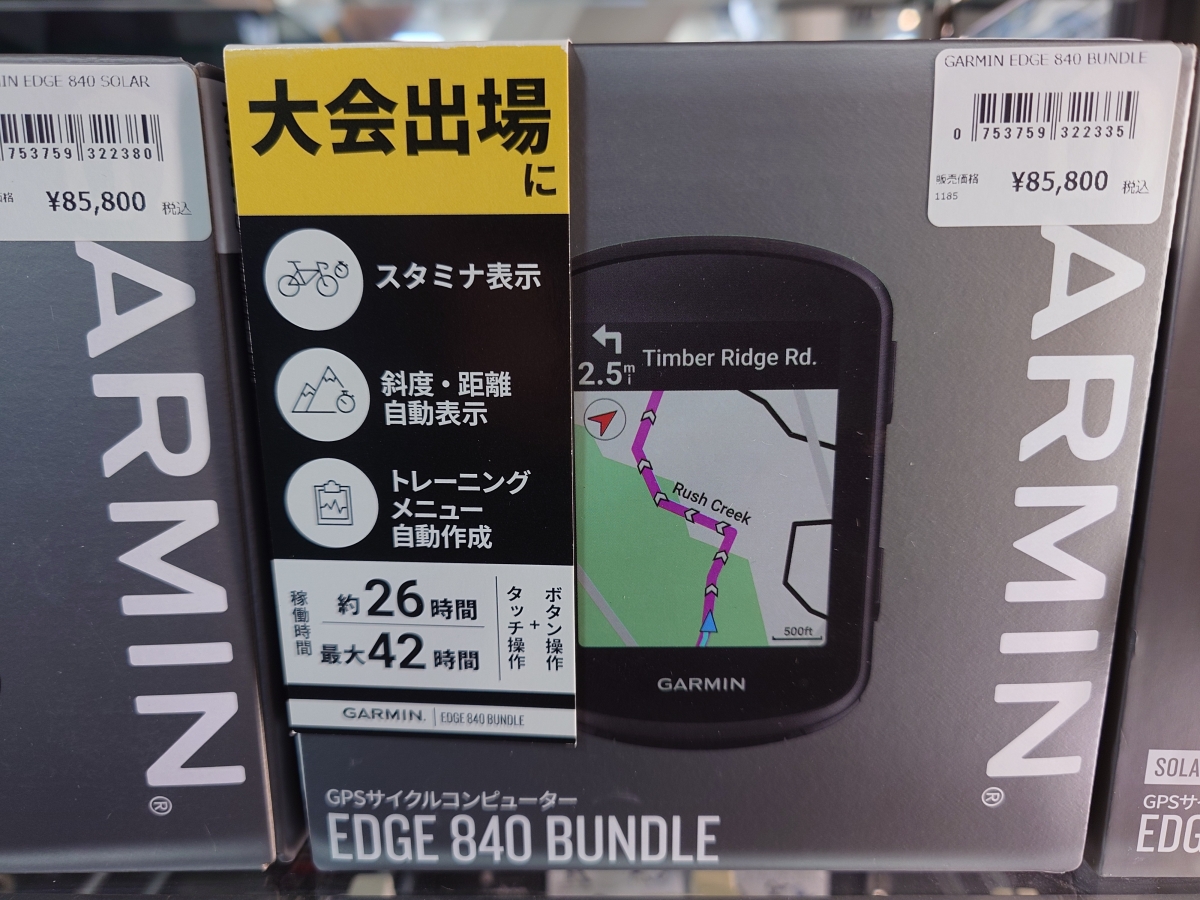 IN EDGE 840 SOLAR
753759 322380
価格
¥85,800 税込
ARMIN®
大会出場
に
スタミナ表示
斜度・距離
自動表示
トレーニング
メニュー
自動作成
稼働時間
約26時間
最大42時間
ボタン操作
+
タッチ操作
GARMIN. EDGE 840 BUNDLE
GARMIN EDGE 840 BUNDLE
0 753759 322335
販売価格
1185
¥85,800 税込
ARMIN®
2.5mi
Timber Ridge Rd.
Rush Creek
500ft
GARMIN
GPSサイクルコンピューター
EDGE 840 BUNDLE
SOLA
GPSサ
EDG